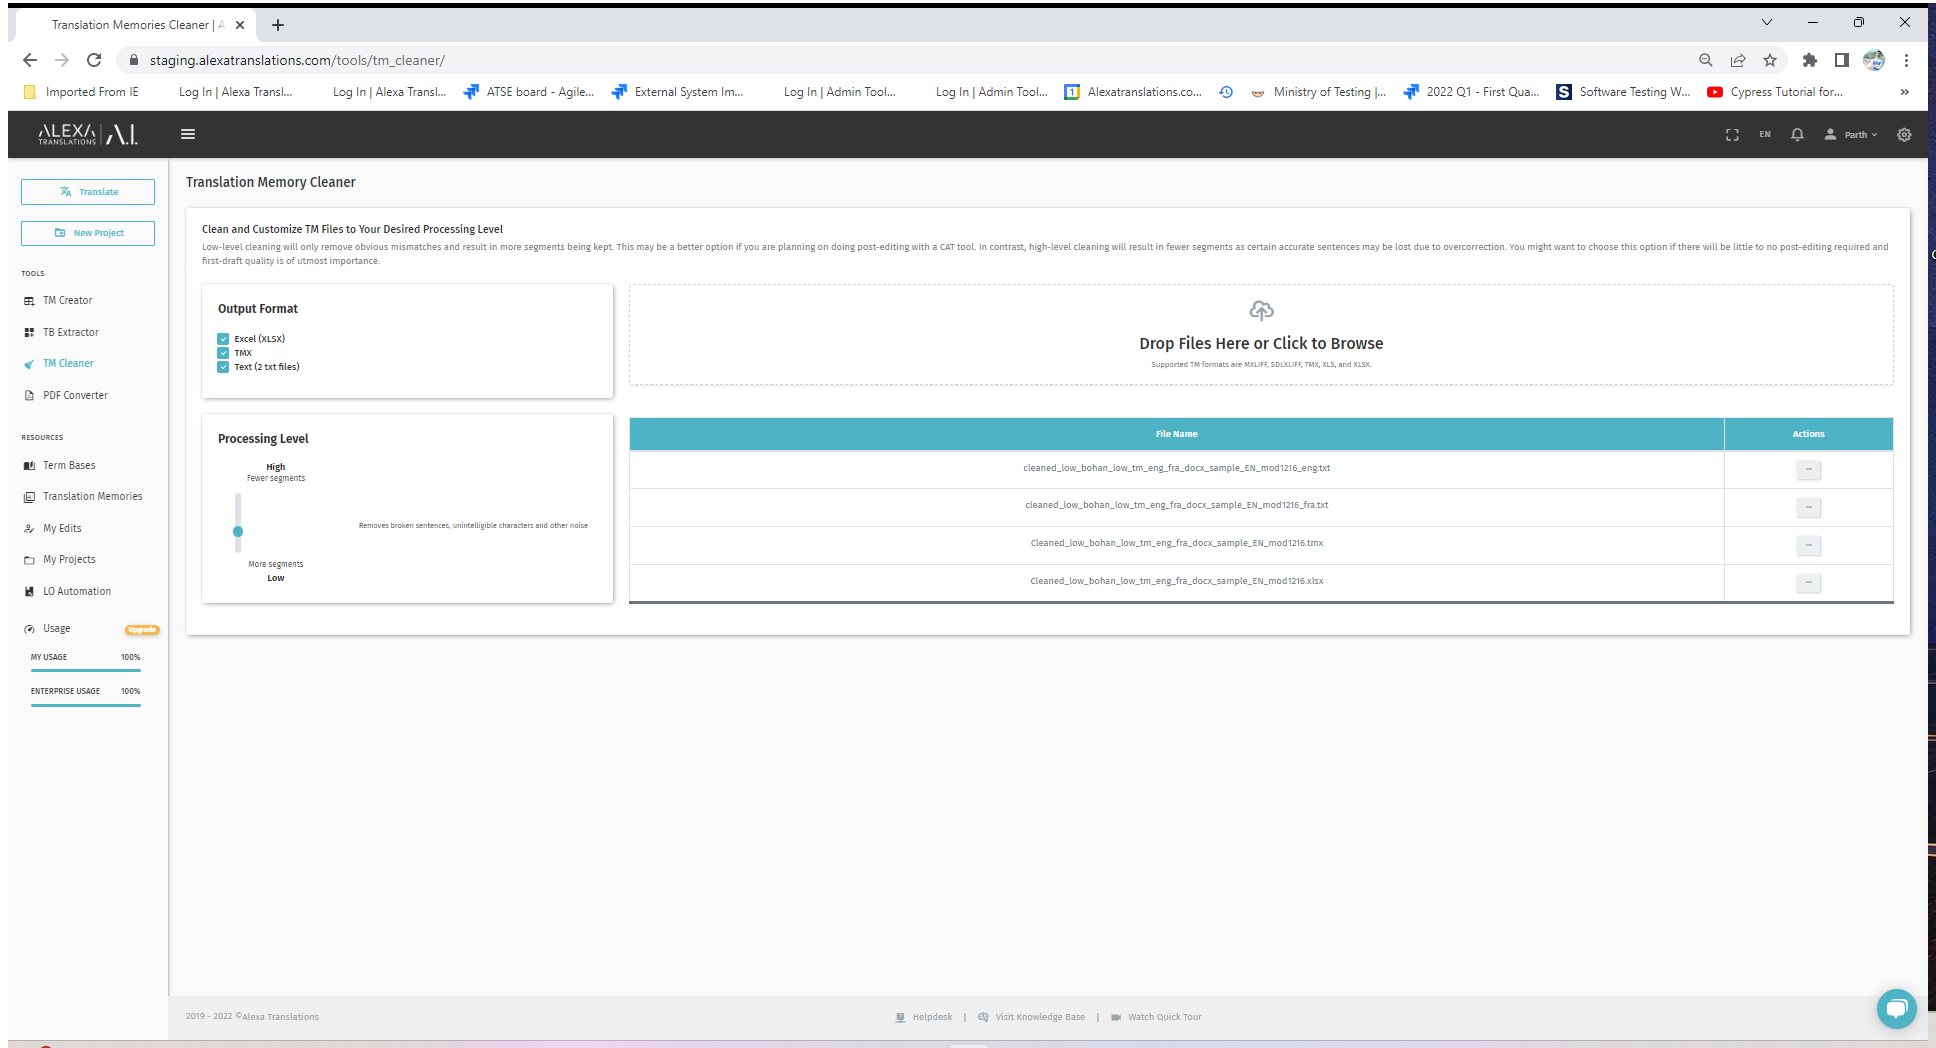 Translation Memories Cleaner | A
staging.alexatranslations.com/tools/tm_cleaner/
Imported From IE
Log In | Alexa Transl...
Log In | Alexa Transl...
ATSE board - Agile...
External System Im...
Log In | Admin Tool...
Log In | Admin Tool...
1
Alexatranslations.co...
Ministry of Testing |...
2022 Q1 - First Qua...
S
Software Testing W...
Cypress Tutorial for...
»
ALEXA
TRANSLATIONS
A.I.
EN
Parth
Translate
New Project
TOOLS
TM Creator
TB Extractor
TM Cleaner
PDF Converter
RESOURCES
Term Bases
Translation Memories
My Edits
My Projects
LO Automation
Usage
Upgrade
MY USAGE 100%
ENTERPRISE USAGE 100%
Translation Memory Cleaner
Clean and Customize TM Files to Your Desired Processing Level
Low-level cleaning will only remove obvious mismatches and result in more segments being kept. This may be a better option if you are planning on doing post-editing with a CAT tool. In contrast, high-level cleaning will result in fewer segments as certain accurate sentences may be lost due to overcorrection. You might want to choose this option if there will be little to no post-editing required and
first-draft quality is of utmost importance.
Output Format
Excel (XLSX)
TMX
Text (2 txt files)
Drop Files Here or Click to Browse
Supported TM formats are MXLIFF, SDLXLIFF, TMX, XLS, and XLSX.
Processing Level
High
Fewer segments
Removes broken sentences, unintelligible characters and other noise
More segments
Low
File Name Actions
cleaned_low_bohan_low_tm_eng_fra_docx_sample_EN_mod1216_eng.txt
cleaned_low_bohan_low_tm_eng_fra_docx_sample_EN_mod1216_fra.txt
Cleaned_low_bohan_low_tm_eng_fra_docx_sample_EN_mod1216.tmx
Cleaned_low_bohan_low_tm_eng_fra_docx_sample_EN_mod1216.xlsx
2019 - 2022 ©Alexa Translations
Helpdesk | Visit Knowledge Base | Watch Quick Tour